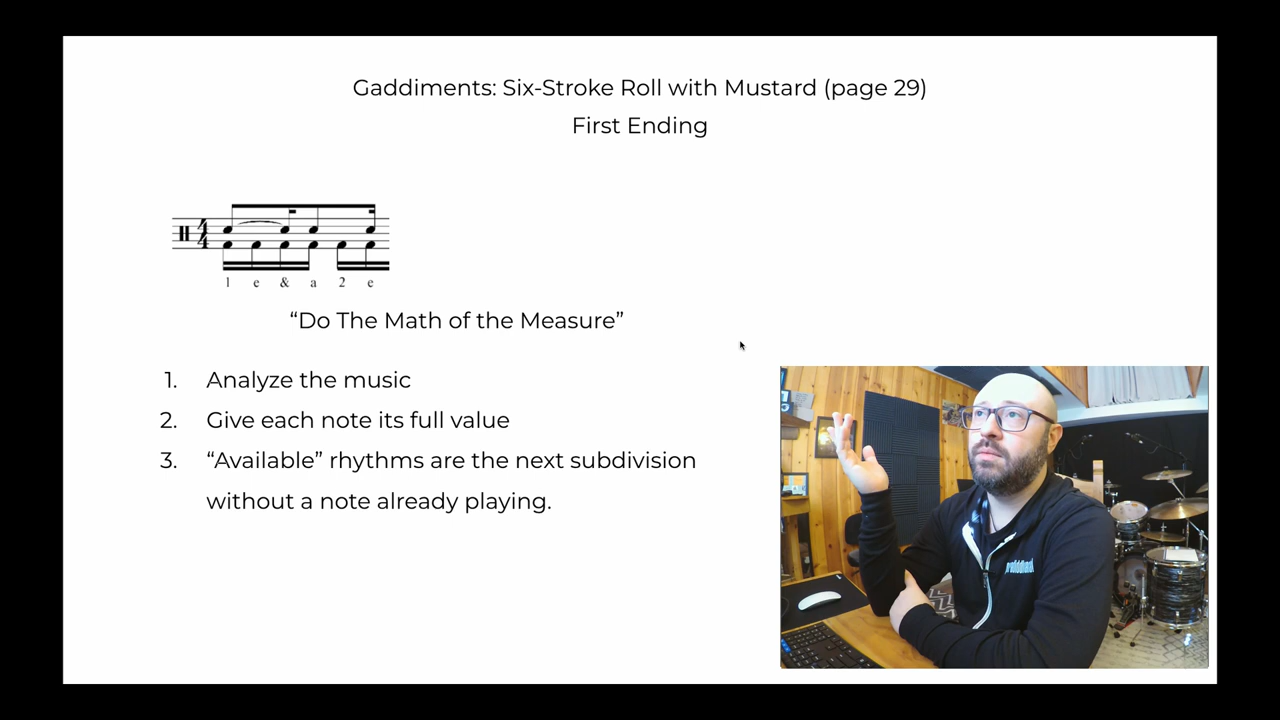 Gaddiments: Six-Stroke Roll with Mustard (page 29)
First Ending
4
4
1 e & a 2 e
“Do The Math of the Measure”
1. Analyze the music
2. Give each note its full value
3. “Available” rhythms are the next subdivision
without a note already playing.